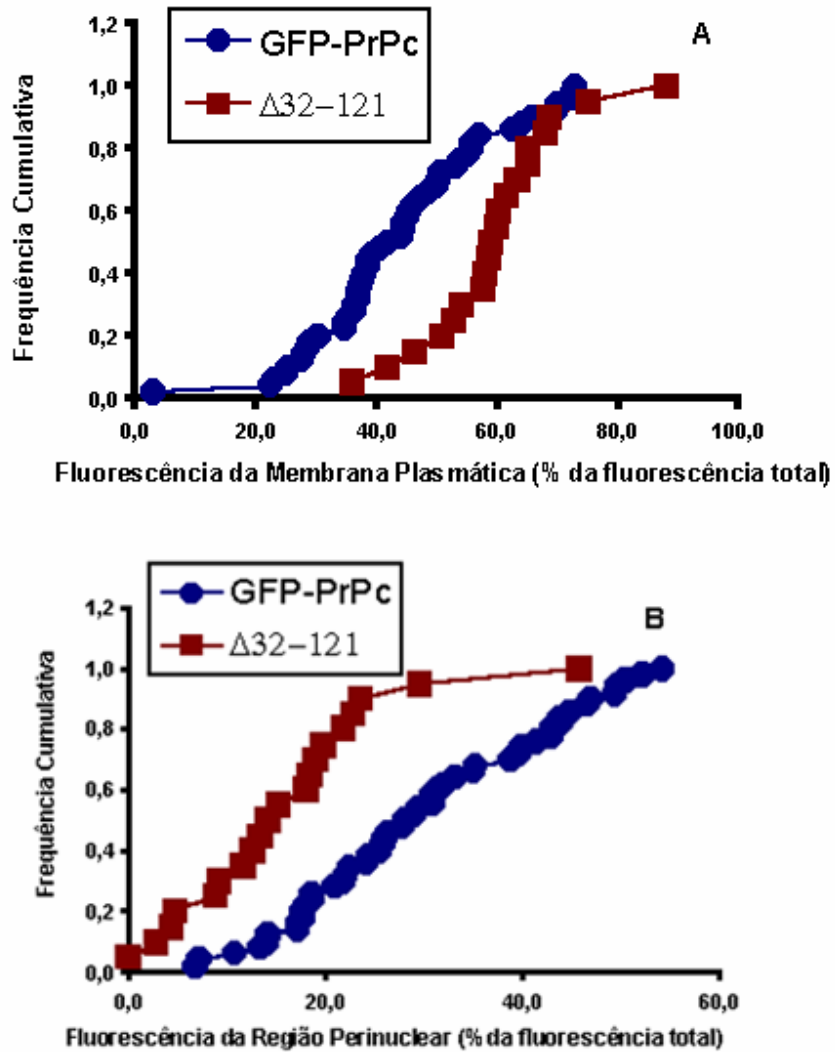 A
GFP-PrPc
Δ32–121
Frequência Cumulativa
1,2
1,0
0,8
0,6
0,4
0,2
0,0
0,0 20,0 40,0 60,0 80,0 100,0
Fluorescência da Membrana Plasmática (% da fluorescência total)
B
GFP-PrPc
Δ32–121
Frequência Cumulativa
1,2
1,0
0,8
0,6
0,4
0,2
0,0
0,0 20,0 40,0 60,0
Fluorescência da Região Perinuclear (% da fluorescência total)